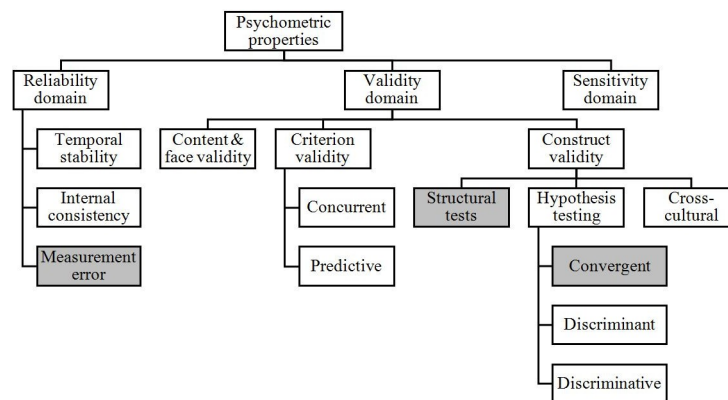 Psychometric
properties
Reliability
domain
Validity
domain
Sensitivity
domain
Temporal
stability
Content &
face validity
Criterion
validity
Construct
validity
Internal
consistency
Concurrent
Structural
tests
Hypothesis
testing
Cross-
cultural
Measurement
error
Predictive
Convergent
Discriminant
Discriminative